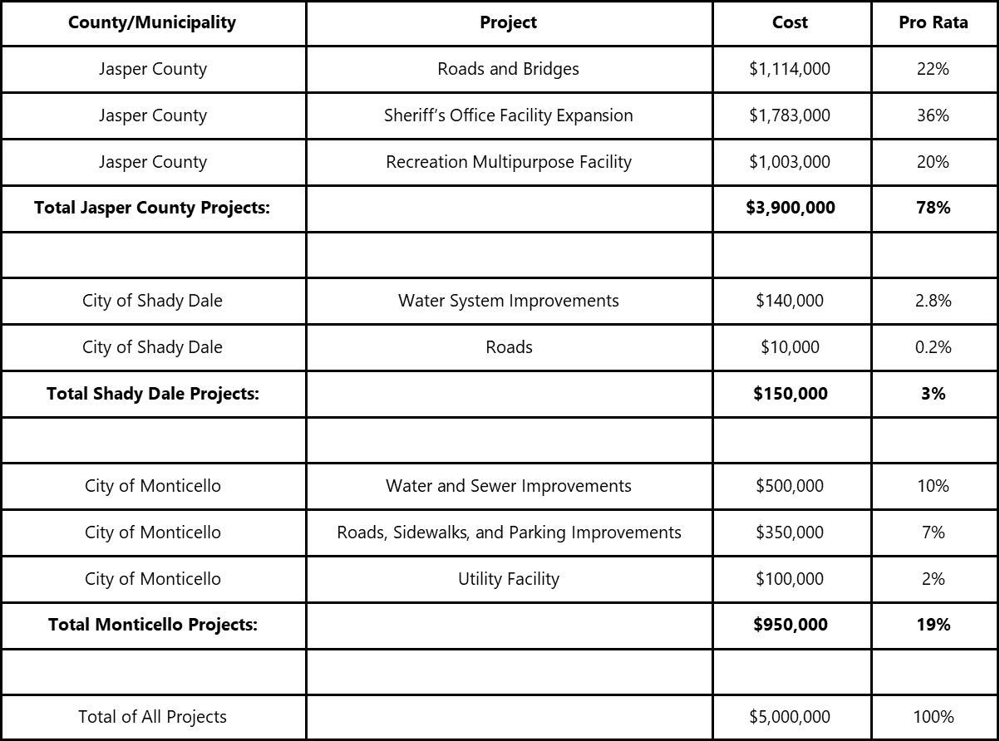 County/Municipality Project Cost Pro Rata
Jasper County Roads and Bridges $1,114,000 22%
Jasper County Sheriff’s Office Facility Expansion $1,783,000 36%
Jasper County Recreation Multipurpose Facility $1,003,000 20%
Total Jasper County Projects: $3,900,000 78%
City of Shady Dale Water System Improvements $140,000 2.8%
City of Shady Dale Roads $10,000 0.2%
Total Shady Dale Projects: $150,000 3%
City of Monticello Water and Sewer Improvements $500,000 10%
City of Monticello Roads, Sidewalks, and Parking Improvements $350,000 7%
City of Monticello Utility Facility $100,000 2%
Total Monticello Projects: $950,000 19%
Total of All Projects $5,000,000 100%